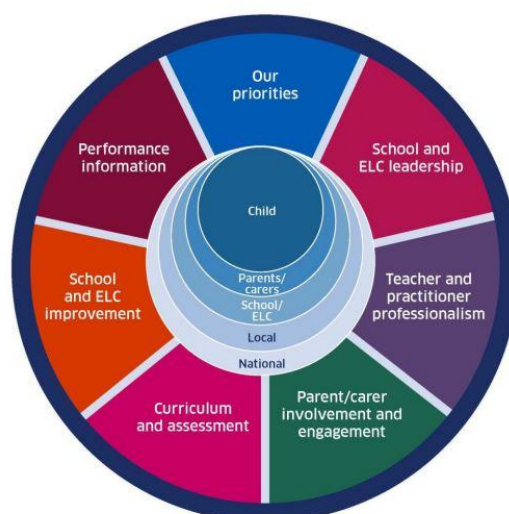 Our
priorities
School and
ELC leadership
Teacher and
practitioner
professionalism
Parent/carer
involvement and
engagement
Curriculum
and assessment
School
and ELC
improvement
Performance
information
Child
Parents/
carers
School/
ELC
Local
National